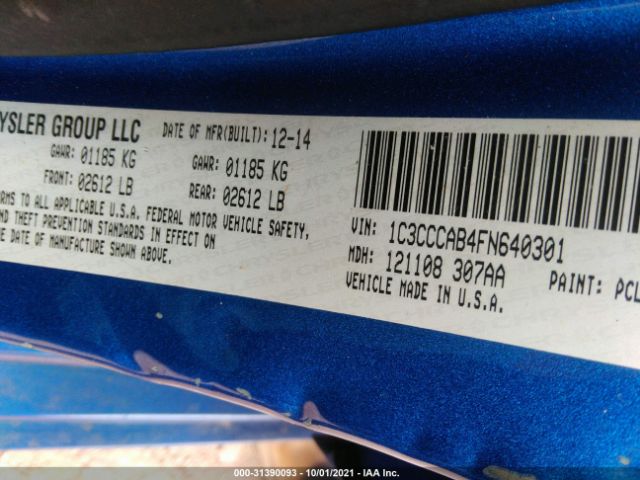 YSLER GROUP LLC
DATE OF MFR(BUILT): 12-14
GAWR: 01185 KG
GAWR: 01185 KG
FRONT: 02612 LB
REAR: 02612 LB
RMS TO ALL APPLICABLE U.S.A. FEDERAL MOTOR VEHICLE SAFETY,
ND THEFT PREVENTION STANDARDS IN EFFECT ON
E DATE OF MANUFACTURE SHOWN ABOVE.
VIN: 1C3CCCAB4FN640301
MDH: 121108 307AA
PAINT: PCL
VEHICLE MADE IN U.S.A.
000-31390093 - 10/01/2021 - IAA Inc.